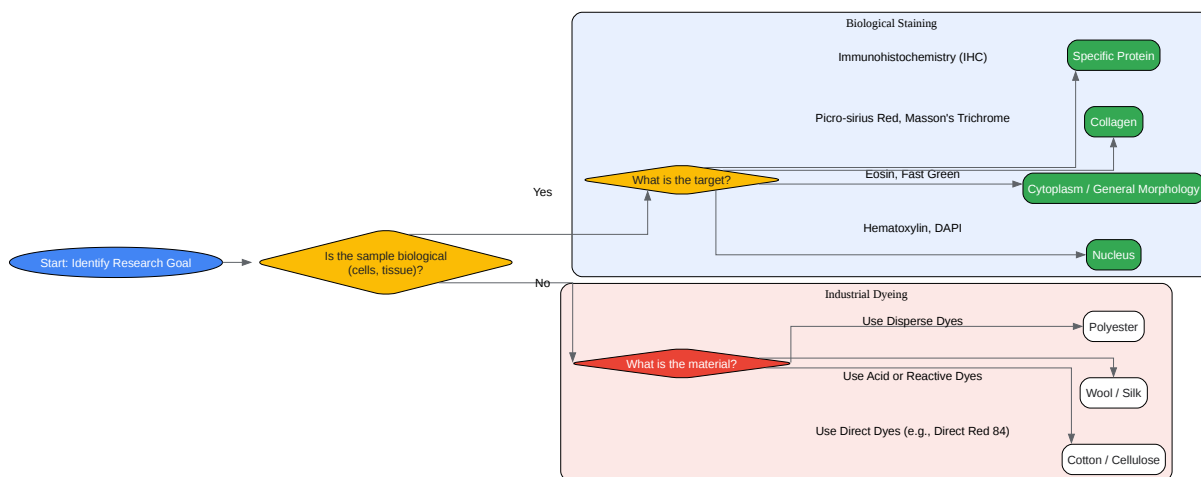 Biological Staining
Immunohistochemistry (IHC)
Specific Protein
Picro-sirius Red, Masson's Trichrome
Collagen
What is the target?
Eosin, Fast Green
Cytoplasm / General Morphology
Yes
Hematoxylin, DAPI
Nucleus
Start: Identify Research Goal
Is the sample biological
(cells, tissue)?
No
Industrial Dyeing
Use Disperse Dyes
Polyester
What is the material?
Use Acid or Reactive Dyes
Wool / Silk
Use Direct Dyes (e.g., Direct Red 84)
Cotton / Cellulose